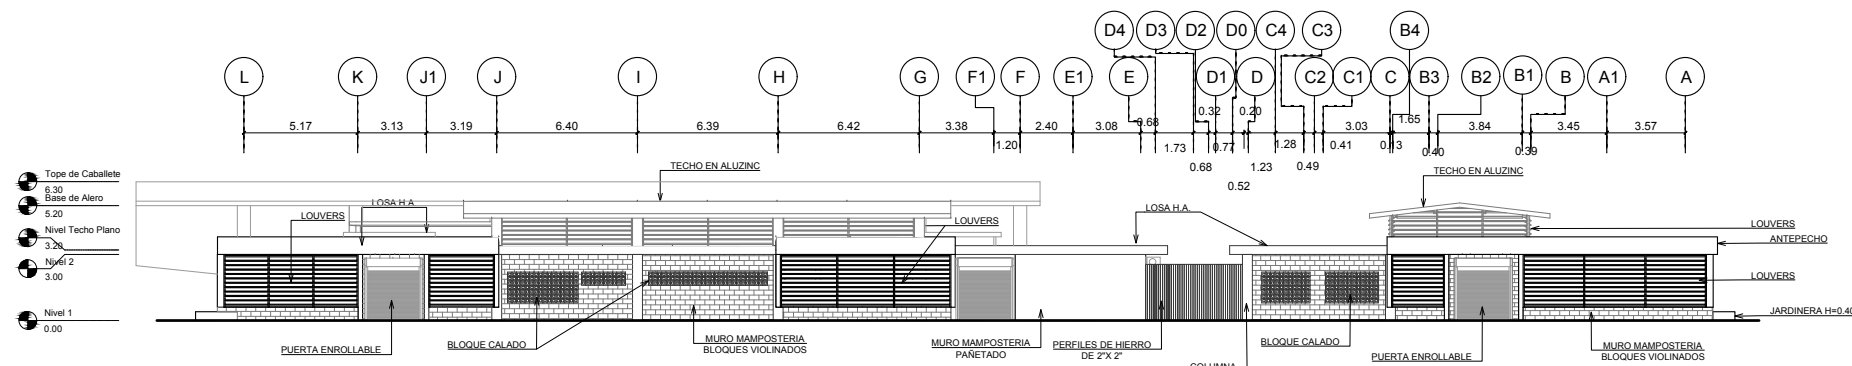 D4 D3 D2 D0 C4 C3 B4
L K J1 J I H G F1 F E1 E D1 D C2 C1 C B3 B2 B1 B A1 A
0.32 0.20
0.68 1.65
5.17 3.13 3.19 6.40 6.39 6.42 3.38 2.40 3.08 3.03 3.84 3.45 3.57
1.20 1.73 0.77 1.28 0.41 0.13 0.40 0.39
0.68 1.23 0.49
0.52
Tope de Caballete
6.30
Base de Alero
5.20
Nivel Techo Plano
3.20
Nivel 2
3.00
Nivel 1
0.00
TECHO EN ALUZINC
TECHO EN ALUZINC
LOUVERS
LOSA H.A.
LOUVERS
LOSA H.A.
LOUVERS
ANTEPECHO
LOUVERS
JARDINERA H=0.40
PUERTA ENROLLABLE
BLOQUE CALADO
MURO MAMPOSTERIA
BLOQUES VIOLINADOS
MURO MAMPOSTERIA
PAÑETADO
PERFILES DE HIERRO
DE 2"X 2"
COLUMNA
BLOQUE CALADO
PUERTA ENROLLABLE
MURO MAMPOSTERIA
BLOQUES VIOLINADOS